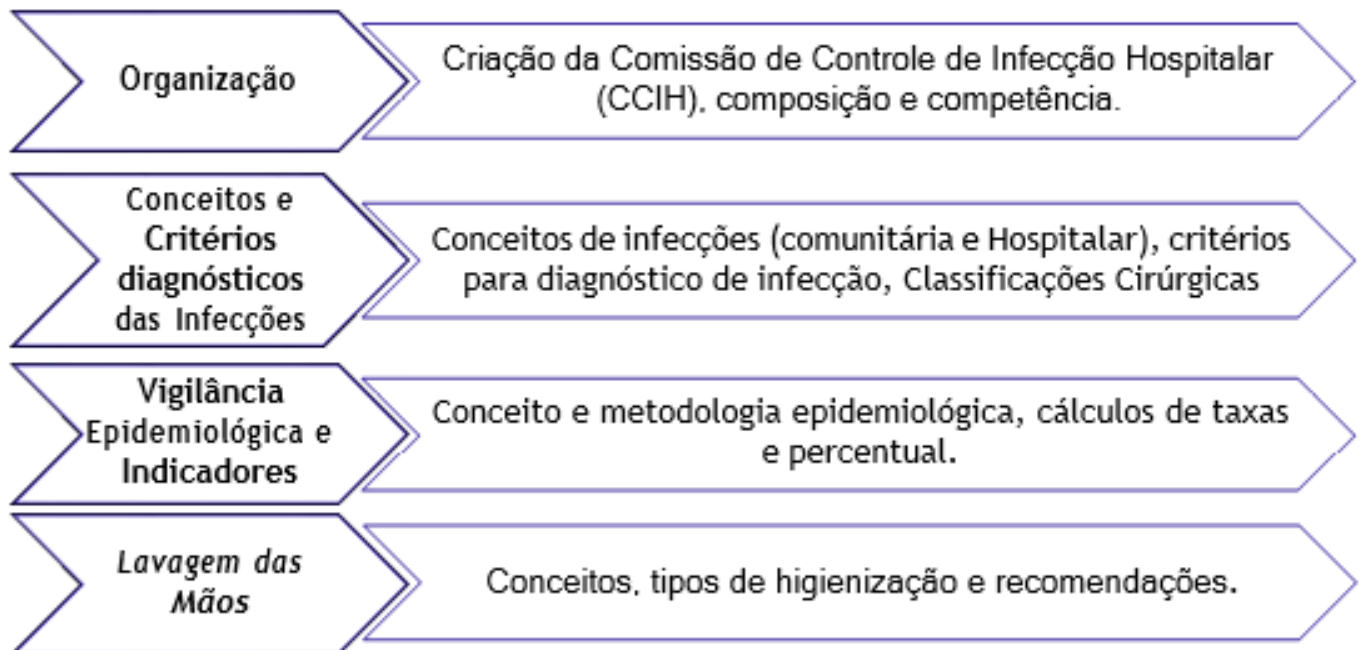 Organização
Criação da Comissão de Controle de Infecção Hospitalar
(CCIH), composição e competência.
Conceitos e
Critérios
diagnósticos
das Infecções
Conceitos de infecções (comunitária e Hospitalar), critérios
para diagnóstico de infecção, Classificações Cirúrgicas
Vigilância
Epidemiológica e
Indicadores
Conceito e metodologia epidemiológica, cálculos de taxas
e percentual.
Lavagem das
Mãos
Conceitos, tipos de higienização e recomendações.